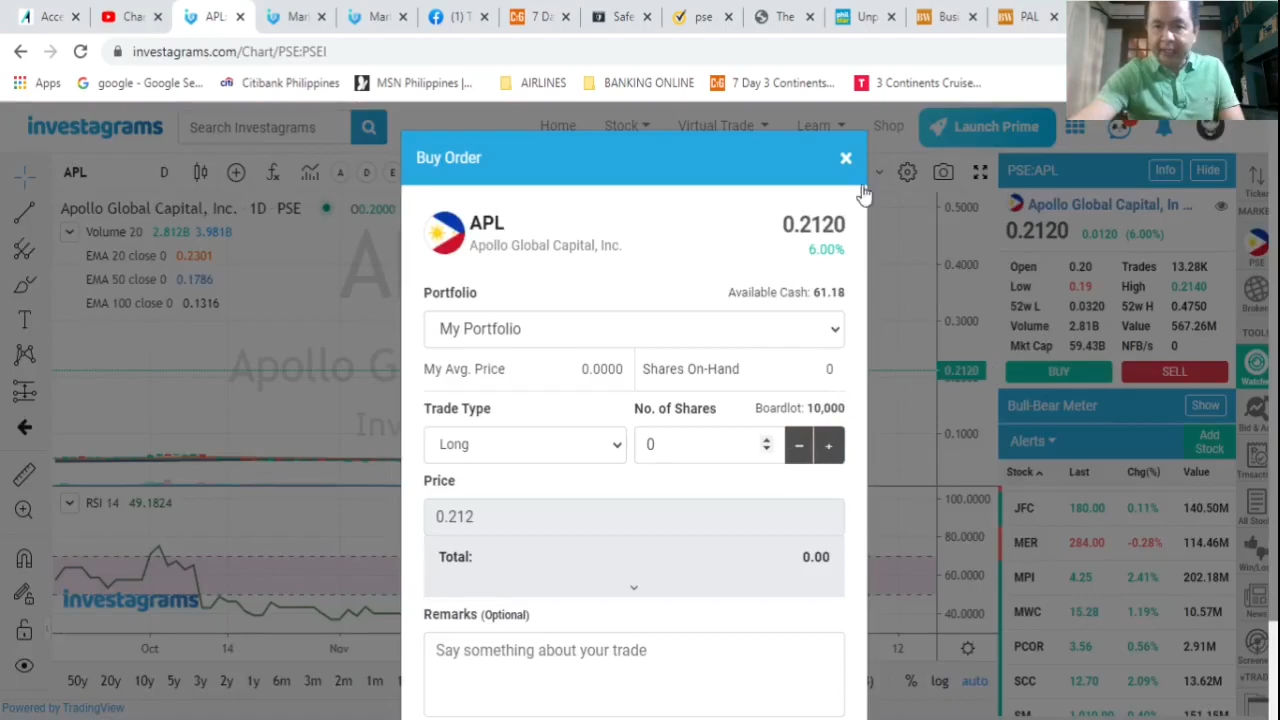 Acce
Cha
APL:
Mar
Mar
(1) T
7 Da
Safe
pse
The
Unp
Busi
PAL
investagrams.com/Chart/PSE:PSEI
Apps
google - Google Se...
Citibank Philippines
MSN Philippines |...
AIRLINES
BANKING ONLINE
7 Day 3 Continents...
3 Continents Cruise...
investagrams
Search Investagrams
Home
Stock
Virtual Trade
Learn
Shop
Launch Prime
APL
D
A
D
E
Apollo Global Capital, Inc. · 1D · PSE
O0.2000
Volume 20 2.812B 3.981B
EMA 20 close 0 0.2301
EMA 50 close 0 0.1786
EMA 100 close 0 0.1316
RSI 14 49.1824
investagrams
Oct
14
Nov
50y 20y 10y 5y 3y 2y 1y 6m 3m 2m 1m
Powered by TradingView
Buy Order
APL
Apollo Global Capital, Inc.
0.2120
6.00%
Portfolio
Available Cash: 61.18
My Portfolio
My Avg. Price 0.0000
Shares On-Hand 0
Trade Type
No. of Shares
Boardlot: 10,000
Long
0
- +
Price
0.212
Total: 0.00
Remarks (Optional)
Say something about your trade
0.5000
0.4000
0.3000
0.2120
0.1000
100.0000
80.0000
60.0000
40.0000
12
% log auto
PSE:APL
Info
Hide
Apollo Global Capital, In ...
0.2120 0.0120 (6.00%)
Open 0.20 Trades 13.28K
Low 0.19 High 0.2140
52w L 0.0320 52w H 0.4750
Volume 2.81B Value 567.26M
Mkt Cap 59.43B NFB/s 0
BUY
SELL
Bull-Bear Meter
Show
Alerts
Add Stock
Stock Last Chg(%) Value
JFC 180.00 0.11% 140.50M
MER 284.00 -0.28% 114.46M
MPI 4.25 2.41% 202.18M
MWC 15.28 1.19% 10.57M
PCOR 3.56 0.56% 2.91M
SCC 12.70 2.09% 13.62M
PSE